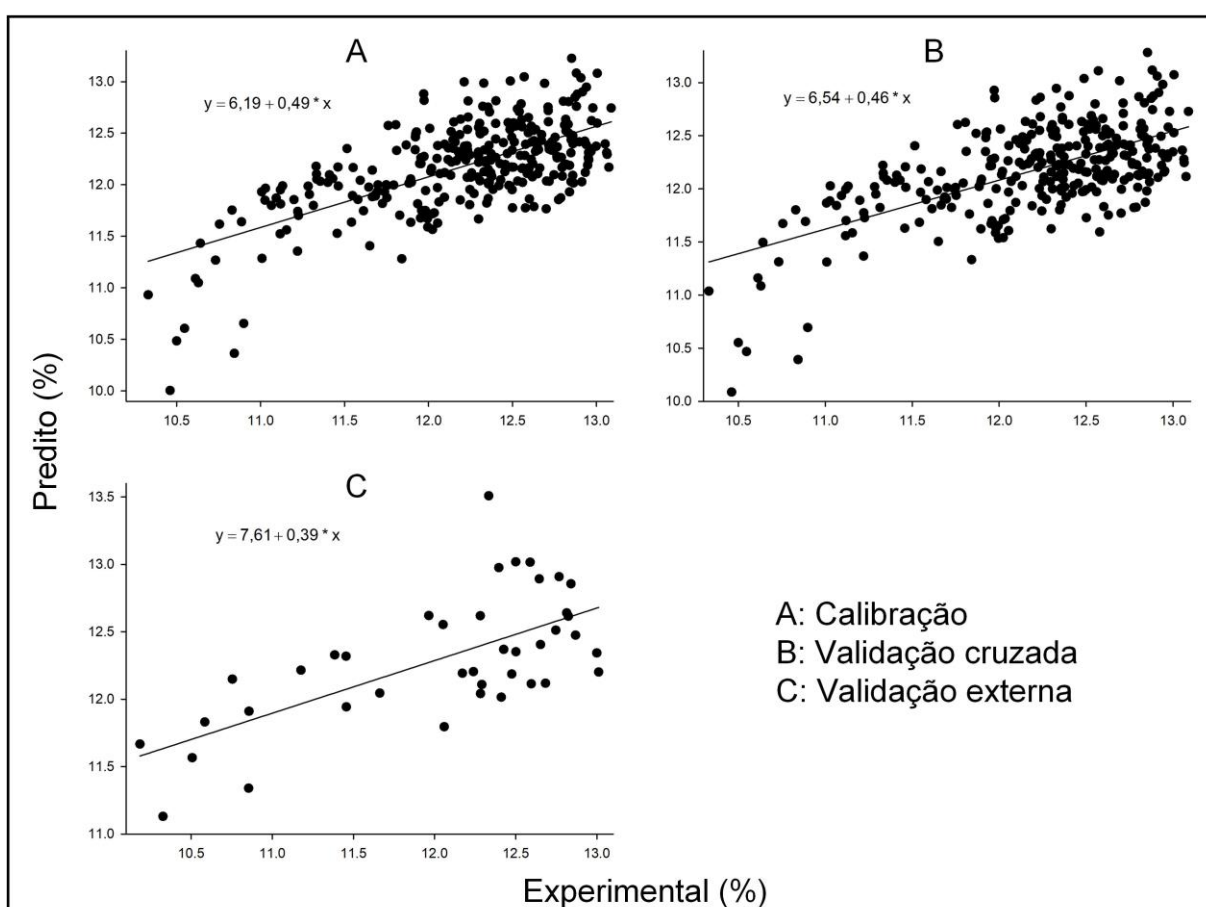 A
B
y = 6,19 + 0,49 * x
y = 6,54 + 0,46 * x
13.0
12.5
12.0
11.5
11.0
10.5
10.0
10.5 11.0 11.5 12.0 12.5 13.0
13.0
12.5
12.0
11.5
11.0
10.5
10.0
10.5 11.0 11.5 12.0 12.5 13.0
Predito (%)
C
y = 7,61 + 0,39 * x
13.5
13.0
12.5
12.0
11.5
11.0
10.5 11.0 11.5 12.0 12.5 13.0
A: Calibração
B: Validação cruzada
C: Validação externa
Experimental (%)